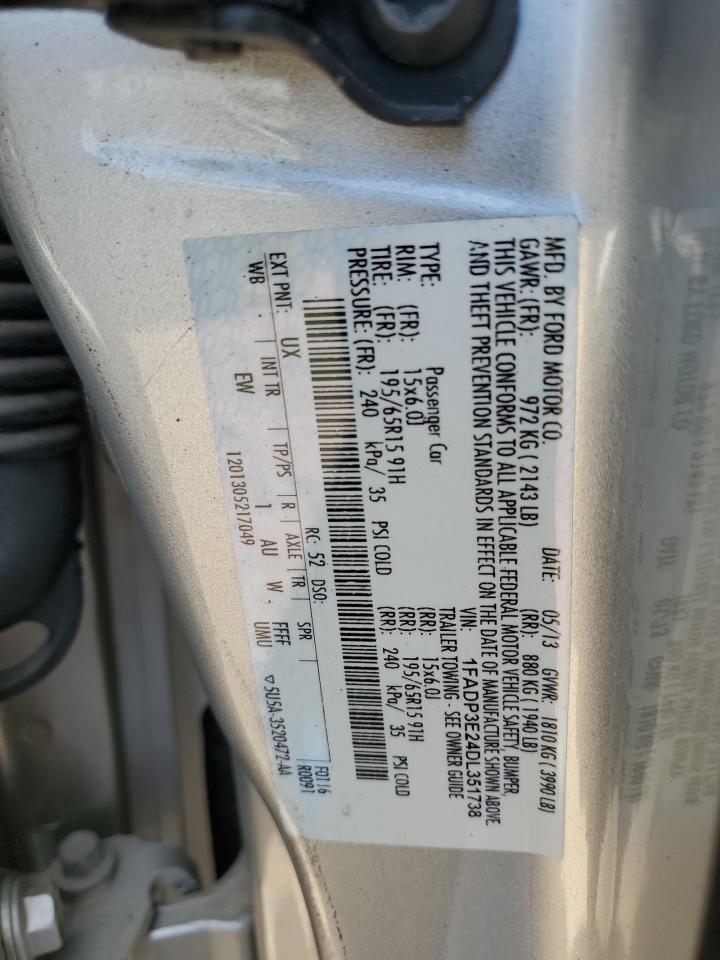 MFD. BY FORD MOTOR CO. DATE: 05/13 GVWR: 1810 KG ( 3990 LB)
GAWR: (FR): 972 KG ( 2143 LB) (RR): 880 KG ( 1940 LB)
THIS VEHICLE CONFORMS TO ALL APPLICABLE FEDERAL MOTOR VEHICLE SAFETY, BUMPER,
AND THEFT PREVENTION STANDARDS IN EFFECT ON THE DATE OF MANUFACTURE SHOWN ABOVE
VIN: 1FADP3E24DL351738
TYPE: Passenger Car TRAILER TOWING - SEE OWNER GUIDE
RIM: (FR): 15x6.0J (RR): 15x6.0J
TIRE: (FR): 195/65R15 91H (RR): 195/65R15 91H
PRESSURE: (FR): 240 kPa/ 35 PSI COLD (RR): 240 kPa/ 35 PSI COLD
F0116
RC: 52 DSO: R0091
EXT PNT: UX
WB INT TR TP/PS R AXLE TR SPR
EW 1 AU W FFFF
1201305217049 UMU
5U5A-3520472-AA